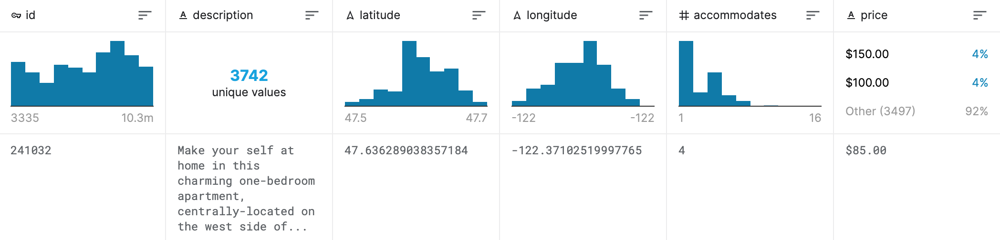 id
description
latitude
longitude
accommodates
price
3335 10.3m
3742
unique values
47.5 47.7
-122 -122
1 16
$150.00 4%
$100.00 4%
Other (3497) 92%
241032
Make your self at
home in this
charming one-bedroom
apartment,
centrally-located on
the west side of...
47.636289038357184
-122.37102519997765
4
$85.00